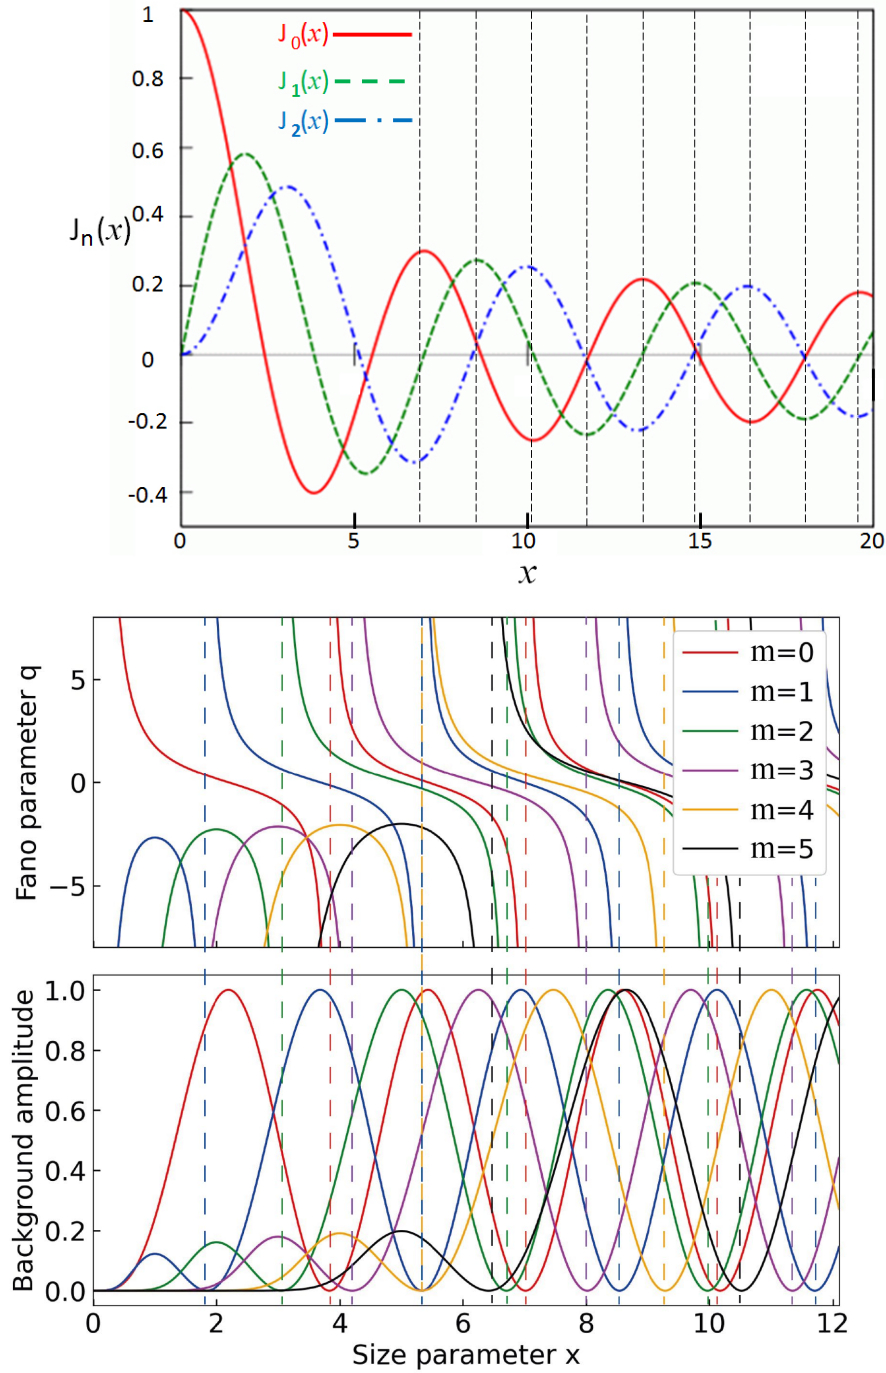 1
J0(x)
0.8
J1(x)
J2(x)
0.6
0.4
Jn(x)
0.2
0
-0.2
-0.4
0 5 10 15 20
x
Fano parameter q
5
0
−5
m=0
m=1
m=2
m=3
m=4
m=5
Background amplitude
1.0
0.8
0.6
0.4
0.2
0.0
0 2 4 6 8 10 12
Size parameter x